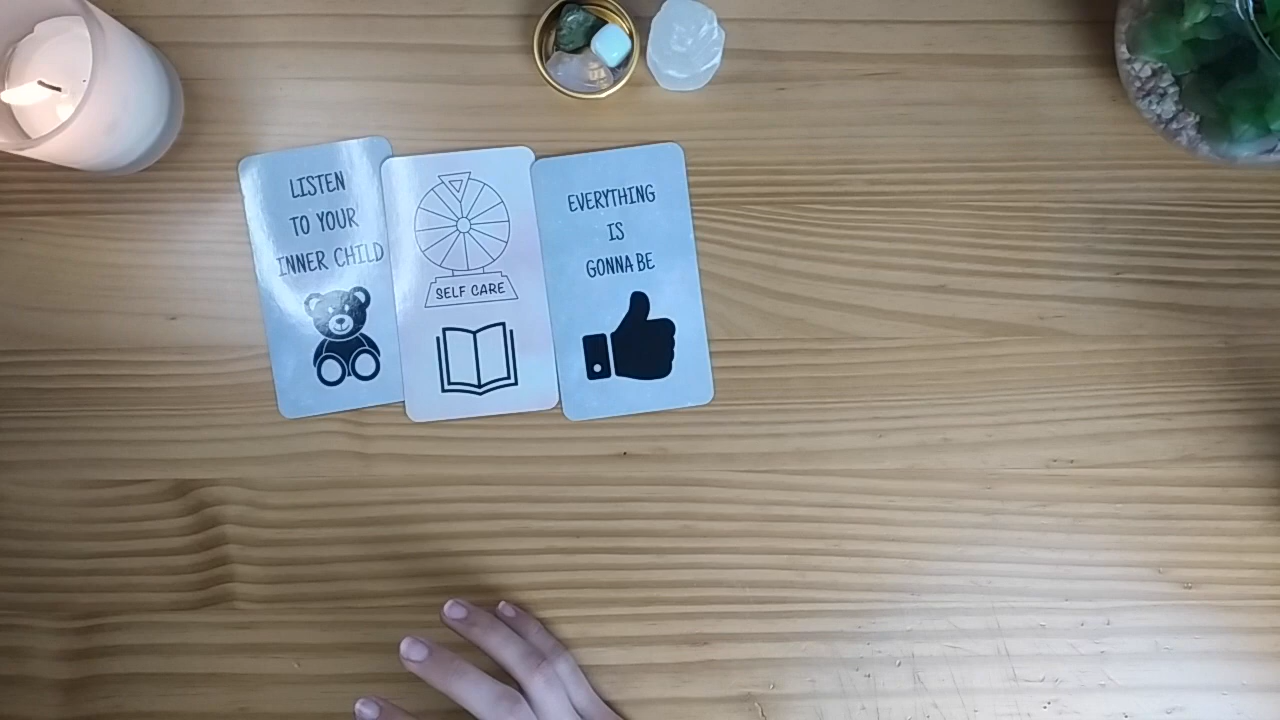 LISTEN
TO YOUR
INNER CHILD
SELF CARE
EVERYTHING
IS
GONNA BE